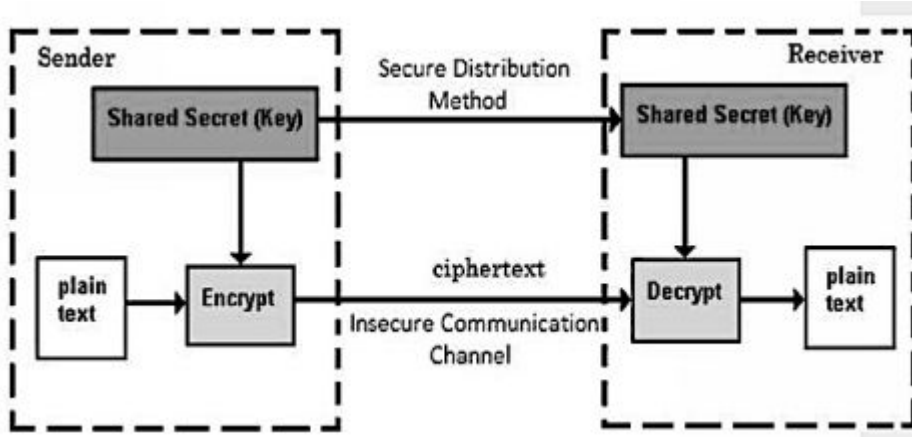 Sender
Receiver
Secure Distribution
Method
Shared Secret (Key)
Shared Secret (Key)
plain
text
Encrypt
ciphertext
Insecure Communication
Channel
Decrypt
plain
text